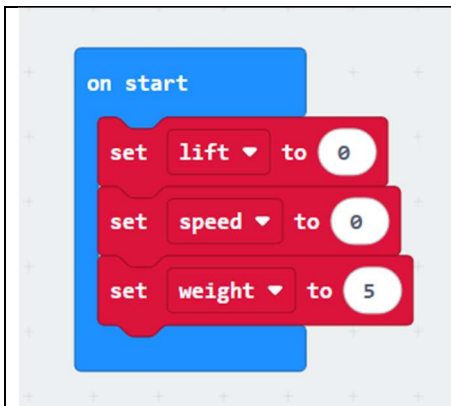 on start
set lift to 0
set speed to 0
set weight to 5